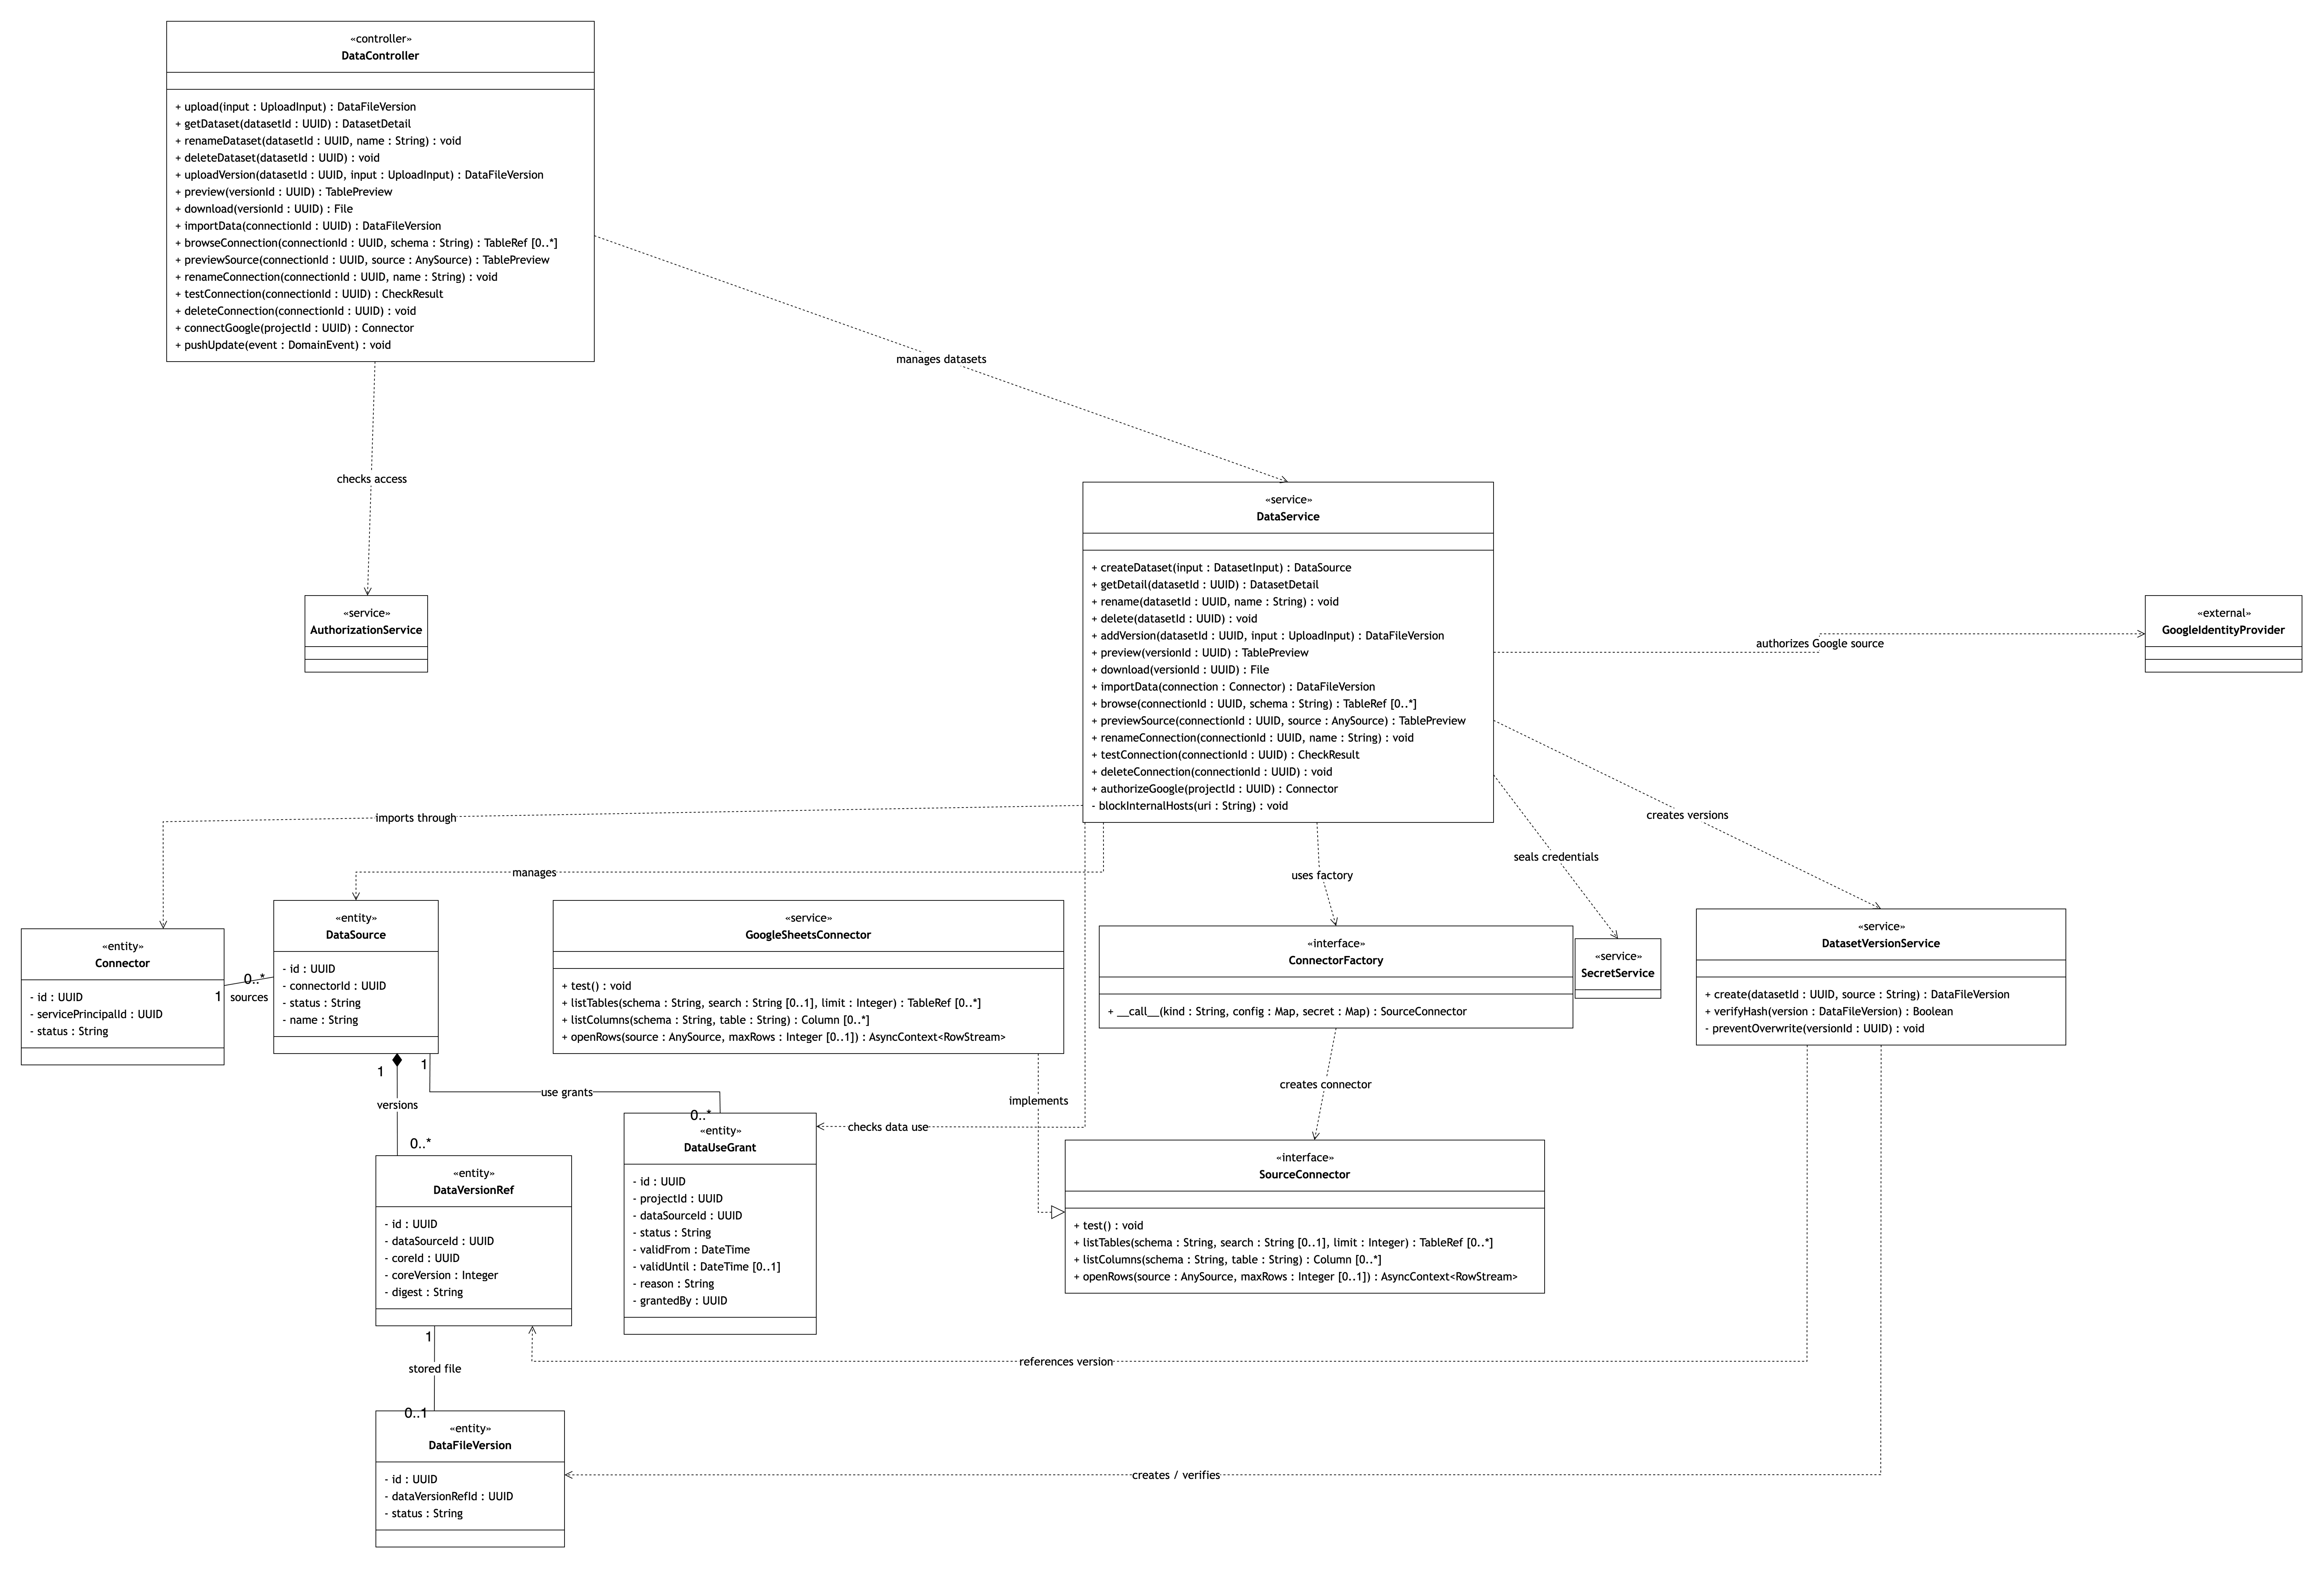 «controller»
DataController
+ upload(input : UploadInput) : DataFileVersion
+ getDataset(datasetId : UUID) : DatasetDetail
+ renameDataset(datasetId : UUID, name : String) : void
+ deleteDataset(datasetId : UUID) : void
+ uploadVersion(datasetId : UUID, input : UploadInput) : DataFileVersion
+ preview(versionId : UUID) : TablePreview
+ download(versionId : UUID) : File
+ importData(connectionId : UUID) : DataFileVersion
+ browseConnection(connectionId : UUID, schema : String) : TableRef [0..*]
+ previewSource(connectionId : UUID, source : AnySource) : TablePreview
+ renameConnection(connectionId : UUID, name : String) : void
+ testConnection(connectionId : UUID) : CheckResult
+ deleteConnection(connectionId : UUID) : void
+ connectGoogle(projectId : UUID) : Connector
+ pushUpdate(event : DomainEvent) : void
manages datasets
checks access
«service»
DataService
+ createDataset(input : DatasetInput) : DataSource
+ getDetail(datasetId : UUID) : DatasetDetail
+ rename(datasetId : UUID, name : String) : void
+ delete(datasetId : UUID) : void
+ addVersion(datasetId : UUID, input : UploadInput) : DataFileVersion
+ preview(versionId : UUID) : TablePreview
+ download(versionId : UUID) : File
+ importData(connection : Connector) : DataFileVersion
+ browse(connectionId : UUID, schema : String) : TableRef [0..*]
+ previewSource(connectionId : UUID, source : AnySource) : TablePreview
+ renameConnection(connectionId : UUID, name : String) : void
+ testConnection(connectionId : UUID) : CheckResult
+ deleteConnection(connectionId : UUID) : void
+ authorizeGoogle(projectId : UUID) : Connector
- blockInternalHosts(uri : String) : void
«service»
AuthorizationService
«external»
GoogleIdentityProvider
authorizes Google source
imports through
creates versions
seals credentials
manages
uses factory
«entity»
Connector
- id : UUID
- servicePrincipalId : UUID
- status : String
0..*
1
sources
«entity»
DataSource
- id : UUID
- connectorId : UUID
- status : String
- name : String
«service»
GoogleSheetsConnector
+ test() : void
+ listTables(schema : String, search : String [0..1], limit : Integer) : TableRef [0..*]
+ listColumns(schema : String, table : String) : Column [0..*]
+ openRows(source : AnySource, maxRows : Integer [0..1]) : AsyncContext<RowStream>
«interface»
ConnectorFactory
+ __call__(kind : String, config : Map, secret : Map) : SourceConnector
«service»
SecretService
«service»
DatasetVersionService
+ create(datasetId : UUID, source : String) : DataFileVersion
+ verifyHash(version : DataFileVersion) : Boolean
- preventOverwrite(versionId : UUID) : void
1
1
versions
use grants
0..*
0..*
implements
creates connector
checks data use
«entity»
DataVersionRef
- id : UUID
- dataSourceId : UUID
- coreId : UUID
- coreVersion : Integer
- digest : String
«entity»
DataUseGrant
- id : UUID
- projectId : UUID
- dataSourceId : UUID
- status : String
- validFrom : DateTime
- validUntil : DateTime [0..1]
- reason : String
- grantedBy : UUID
«interface»
SourceConnector
+ test() : void
+ listTables(schema : String, search : String [0..1], limit : Integer) : TableRef [0..*]
+ listColumns(schema : String, table : String) : Column [0..*]
+ openRows(source : AnySource, maxRows : Integer [0..1]) : AsyncContext<RowStream>
1
stored file
0..1
references version
«entity»
DataFileVersion
- id : UUID
- dataVersionRefId : UUID
- status : String
creates / verifies